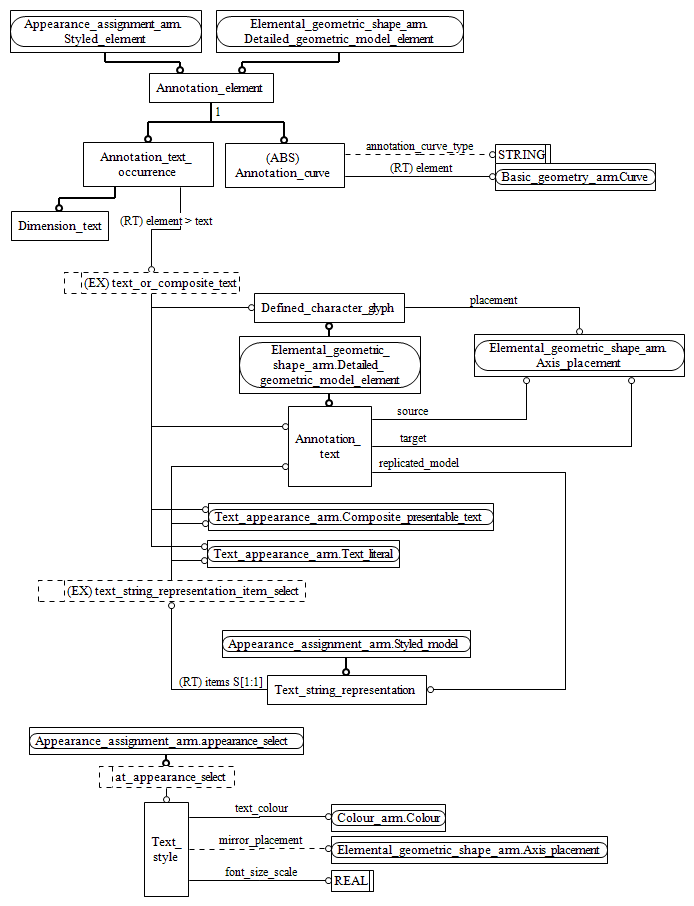 Appearance_assignment_arm.
Styled_element
Elemental_geometric_shape_arm.
Detailed_geometric_model_element
Annotation_element
1
Annotation_text_
occurrence
(ABS)
Annotation_curve
annotation_curve_type
STRING
(RT) element
Basic_geometry_arm.Curve
Dimension_text
(RT) element > text
(EX) text_or_composite_text
Defined_character_glyph
placement
Elemental_geometric_
shape_arm.Detailed_
geometric_model_element
Elemental_geometric_shape_arm.
Axis_placement
Annotation_
text
source
target
replicated_model
Text_appearance_arm.Composite_presentable_text
Text_appearance_arm.Text_literal
(EX) text_string_representation_item_select
Appearance_assignment_arm.Styled_model
(RT) items S[1:1]
Text_string_representation
Appearance_assignment_arm.appearance_select
at_appearance_select
Text_
style
text_colour
Colour_arm.Colour
mirror_placement
Elemental_geometric_shape_arm.Axis_placement
font_size_scale
REAL